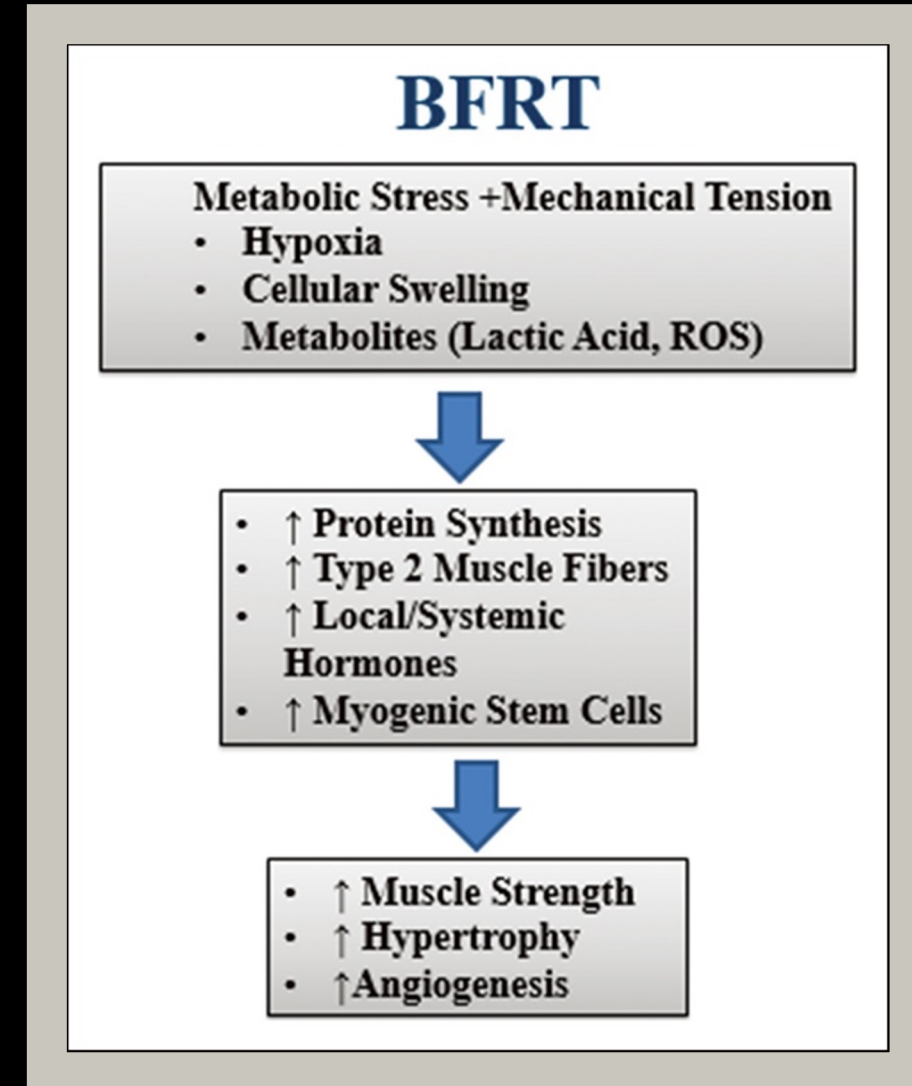 BFRT
Metabolic Stress +Mechanical Tension
• Hypoxia
• Cellular Swelling
• Metabolites (Lactic Acid, ROS)
• ↑ Protein Synthesis
• ↑ Type 2 Muscle Fibers
• ↑ Local/Systemic
Hormones
• ↑ Myogenic Stem Cells
• ↑ Muscle Strength
• ↑ Hypertrophy
• ↑Angiogenesis